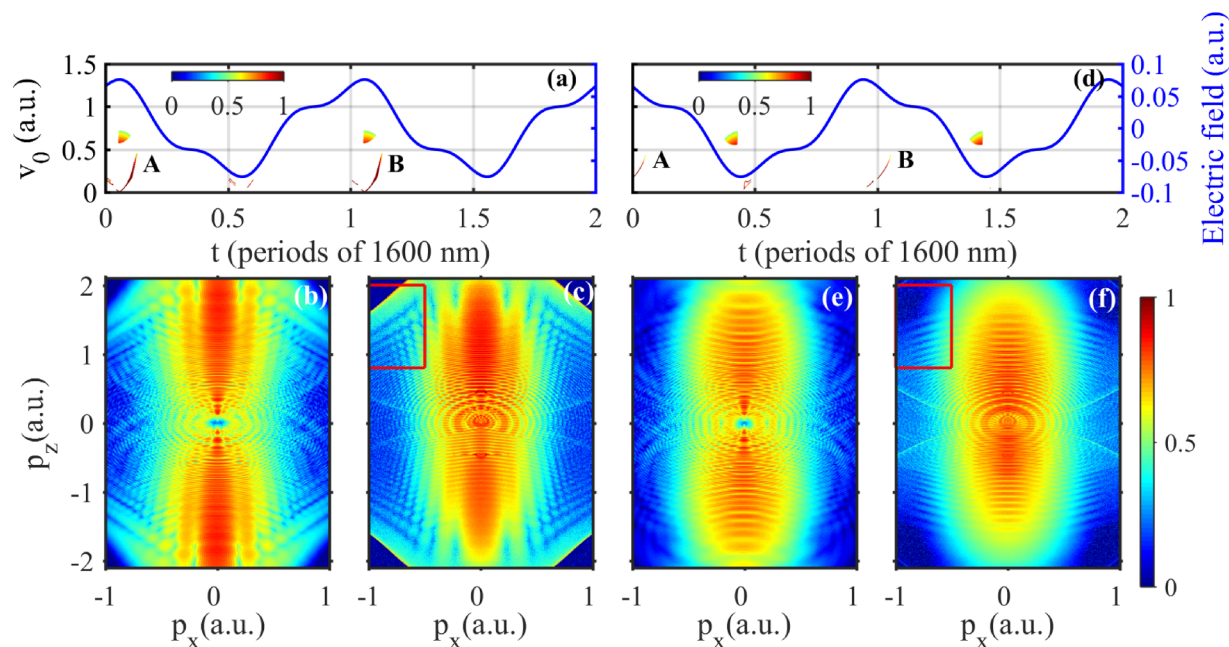 1.5
1
0.5
0
v0 (a.u.)
0 0.5 1
(a)
A
B
0 0.5 1 1.5 2
t (periods of 1600 nm)
0 0.5 1
(d)
A
B
0 0.5 1 1.5 2
t (periods of 1600 nm)
0.1
0.05
0
-0.05
-0.1
Electric field (a.u.)
2
1
0
-1
-2
pz(a.u.)
(b)
-1 0 1
px(a.u.)
(c)
0 1
px(a.u.)
(e)
-1 0 1
px(a.u.)
(f)
0 1
px(a.u.)
1
0.5
0